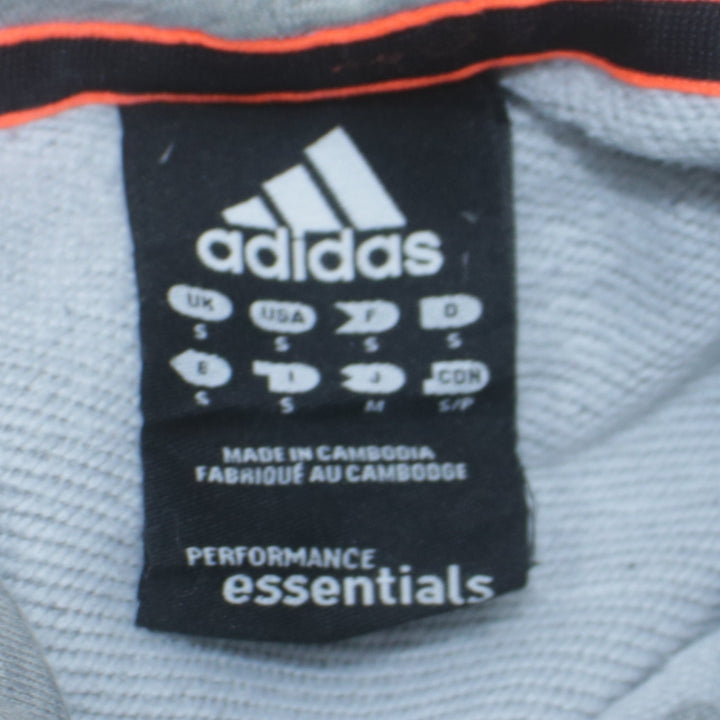 adidas
UK USA F D
S S S S
E I J CDN
S S M S/P
MADE IN CAMBODIA
FABRIQUÉ AU CAMBODGE
PERFORMANCE
essentials